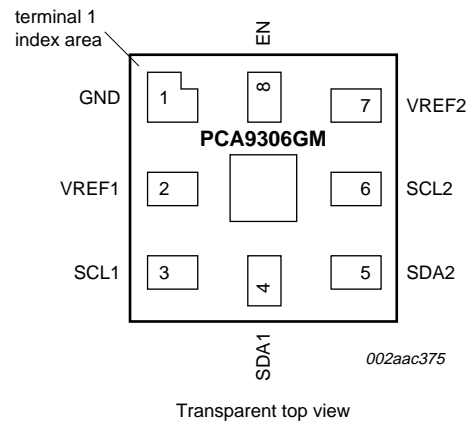 terminal 1
index area
EN
GND 1 8 7 VREF2
PCA9306GM
VREF1 2 6 SCL2
SCL1 3 4 5 SDA2
SDA1
002aac375
Transparent top view